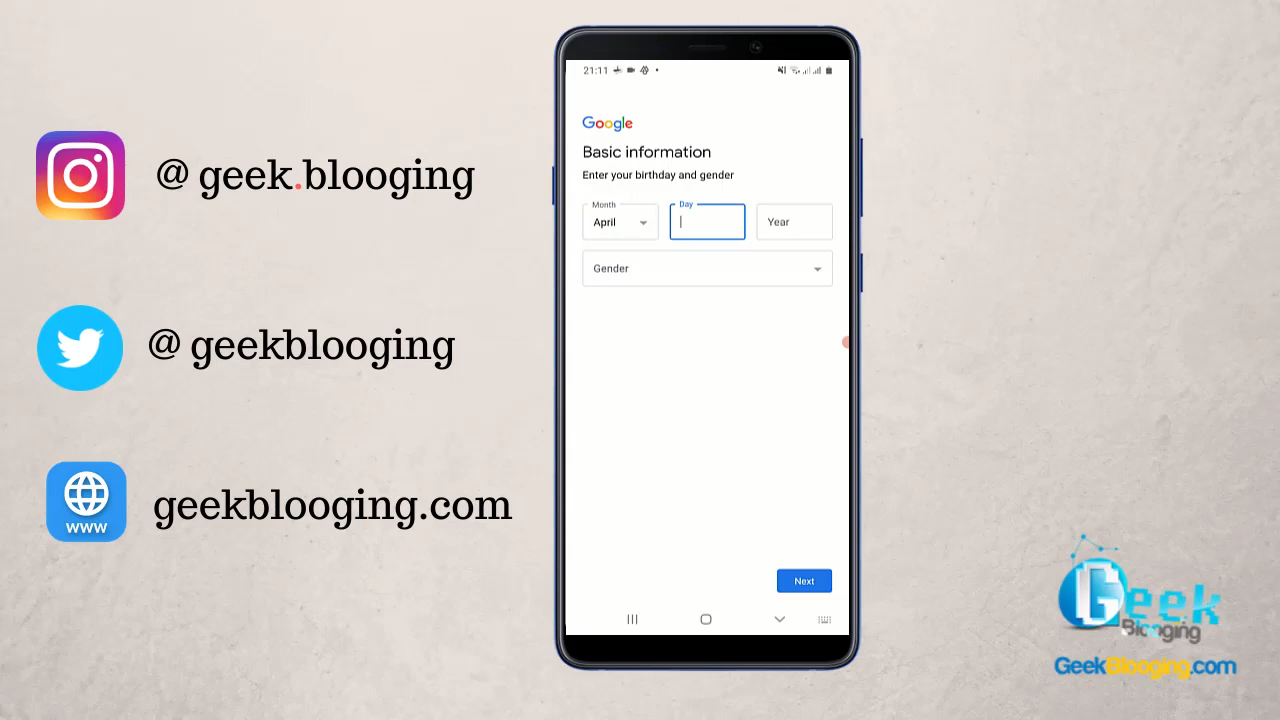 @ geek.blooging
@ geekblooging
WWW
geekblooging.com
21:11
Google
Basic information
Enter your birthday and gender
Month
April
Day
Year
Gender
Next
Geek
Blooging
GeekBlooging.com